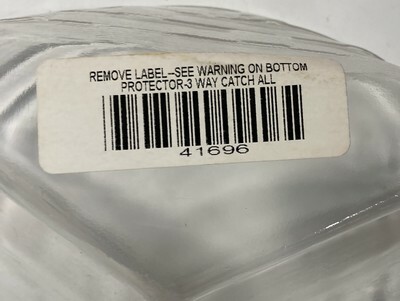 REMOVE LABEL--SEE WARNING ON BOTTOM
PROTECTOR-3 WAY CATCH ALL
41696